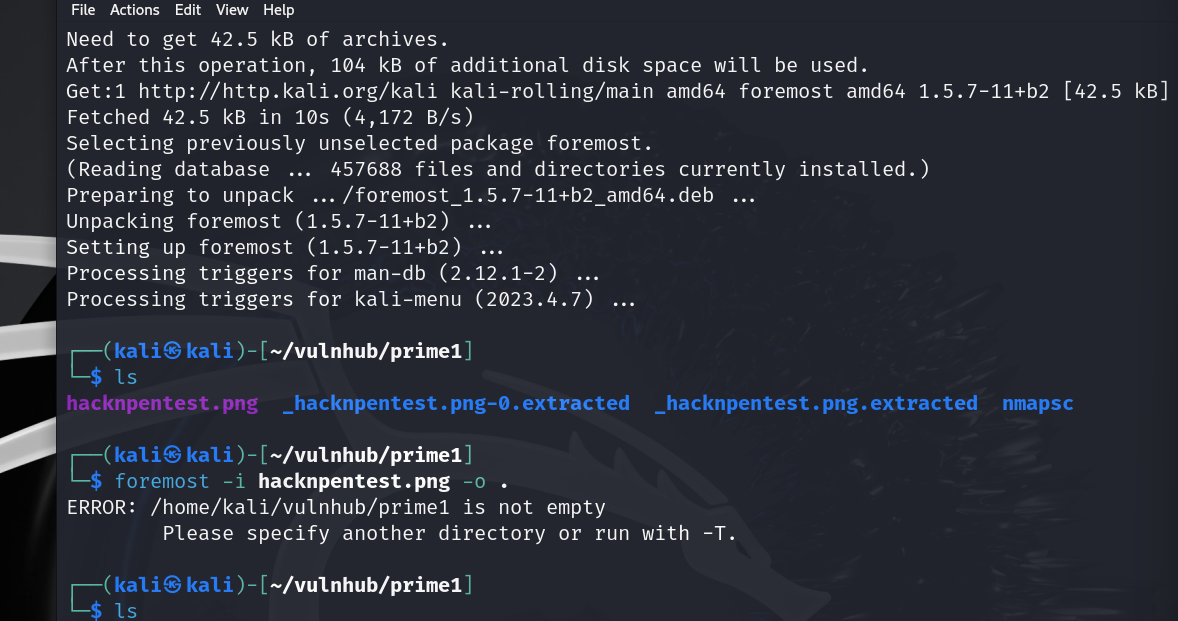 File Actions Edit View Help
Need to get 42.5 kB of archives.
After this operation, 104 kB of additional disk space will be used.
Get:1 http://http.kali.org/kali kali-rolling/main amd64 foremost amd64 1.5.7-11+b2 [42.5 kB]
Fetched 42.5 kB in 10s (4,172 B/s)
Selecting previously unselected package foremost.
(Reading database ... 457688 files and directories currently installed.)
Preparing to unpack .../foremost_1.5.7-11+b2_amd64.deb ...
Unpacking foremost (1.5.7-11+b2) ...
Setting up foremost (1.5.7-11+b2) ...
Processing triggers for man-db (2.12.1-2) ...
Processing triggers for kali-menu (2023.4.7) ...
┌──(kali㉿kali)-[~/vulnhub/prime1]
└─$ ls
hacknpentest.png  _hacknpentest.png-0.extracted  _hacknpentest.png.extracted  nmapsc
┌──(kali㉿kali)-[~/vulnhub/prime1]
└─$ foremost -i hacknpentest.png -o .
ERROR: /home/kali/vulnhub/prime1 is not empty
Please specify another directory or run with -T.
┌──(kali㉿kali)-[~/vulnhub/prime1]
└─$ ls